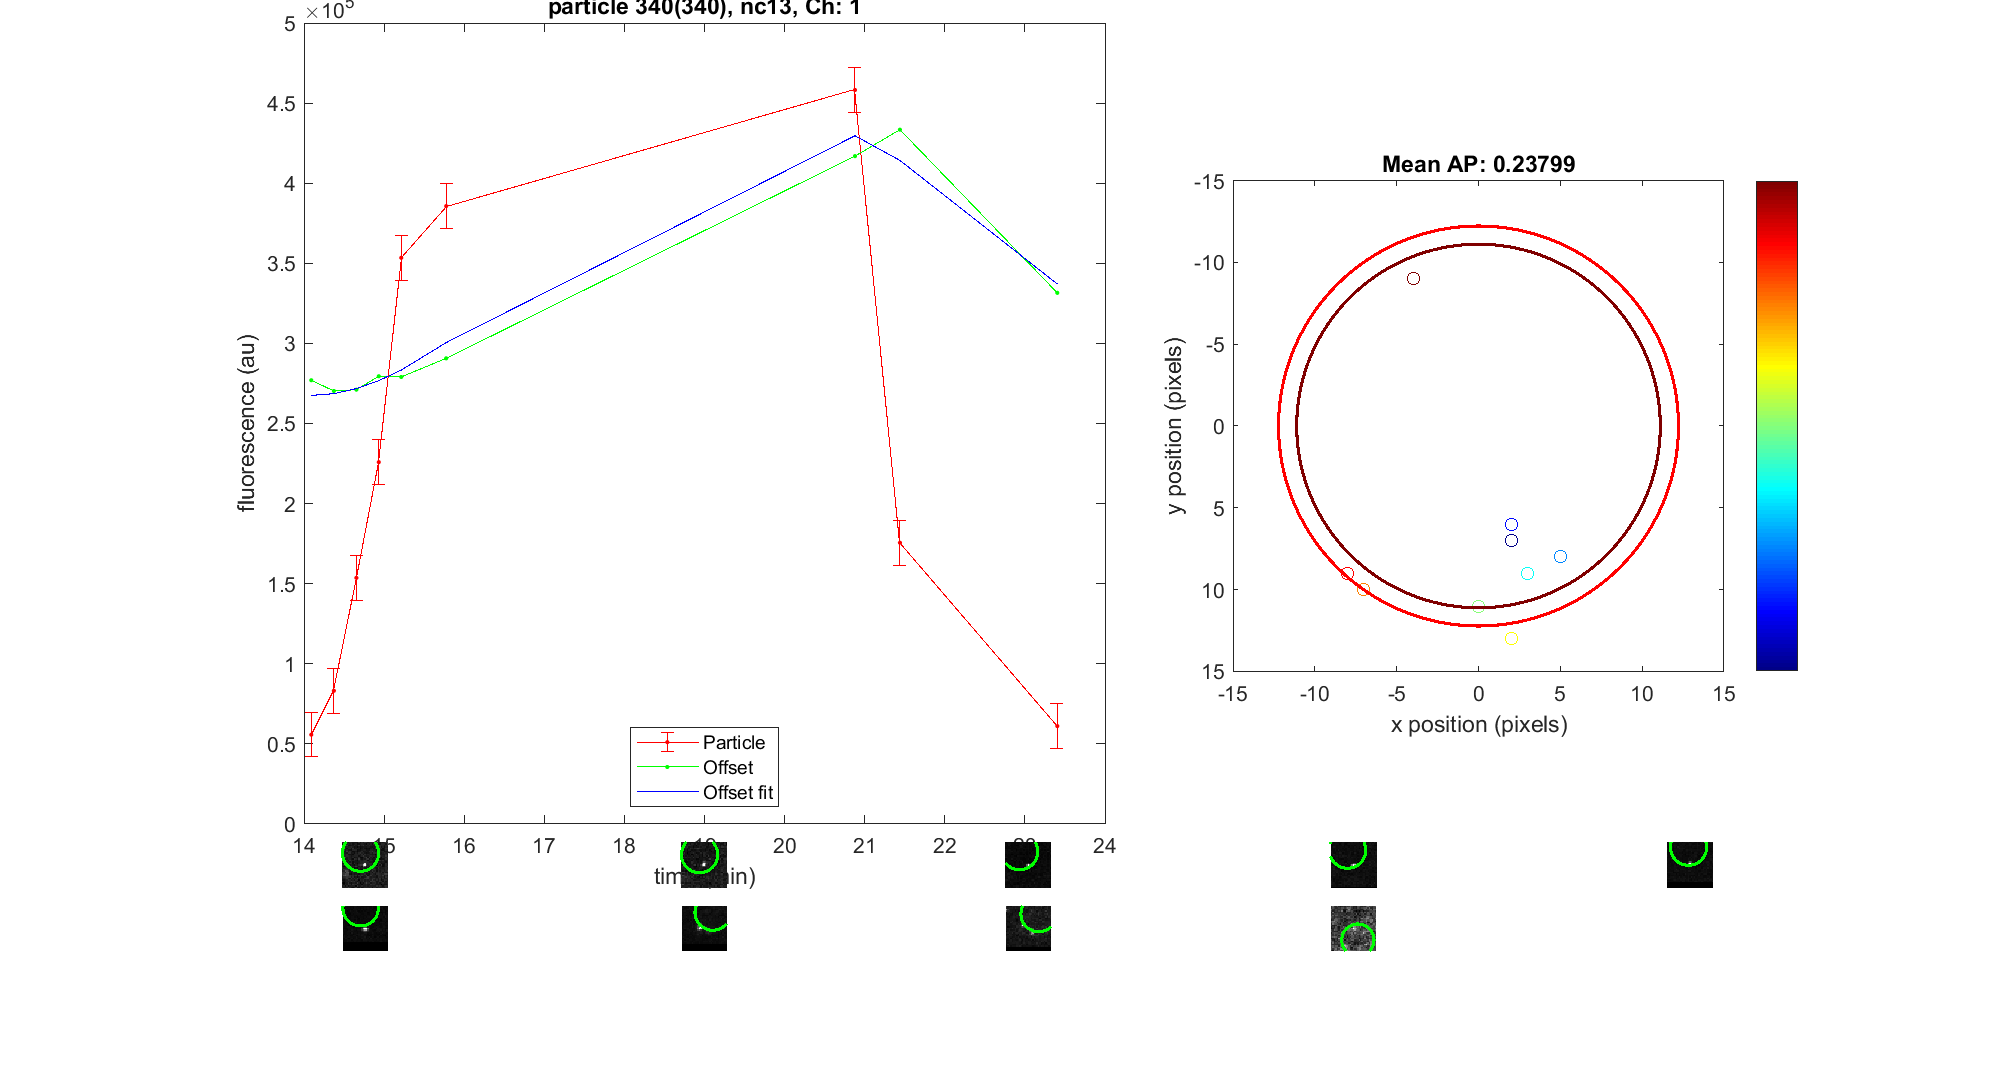 particle 340(340), nc13, Ch: 1
×10⁵
5
4.5
4
3.5
3
2.5
2
1.5
1
0.5
0
fluorescence (au)
Particle
Offset
Offset fit
14 16 17 18 20 21 22 24
Mean AP: 0.23799
-15
-10
-5
0
5
10
15
y position (pixels)
-15 -10 -5 0 5 10 15
x position (pixels)